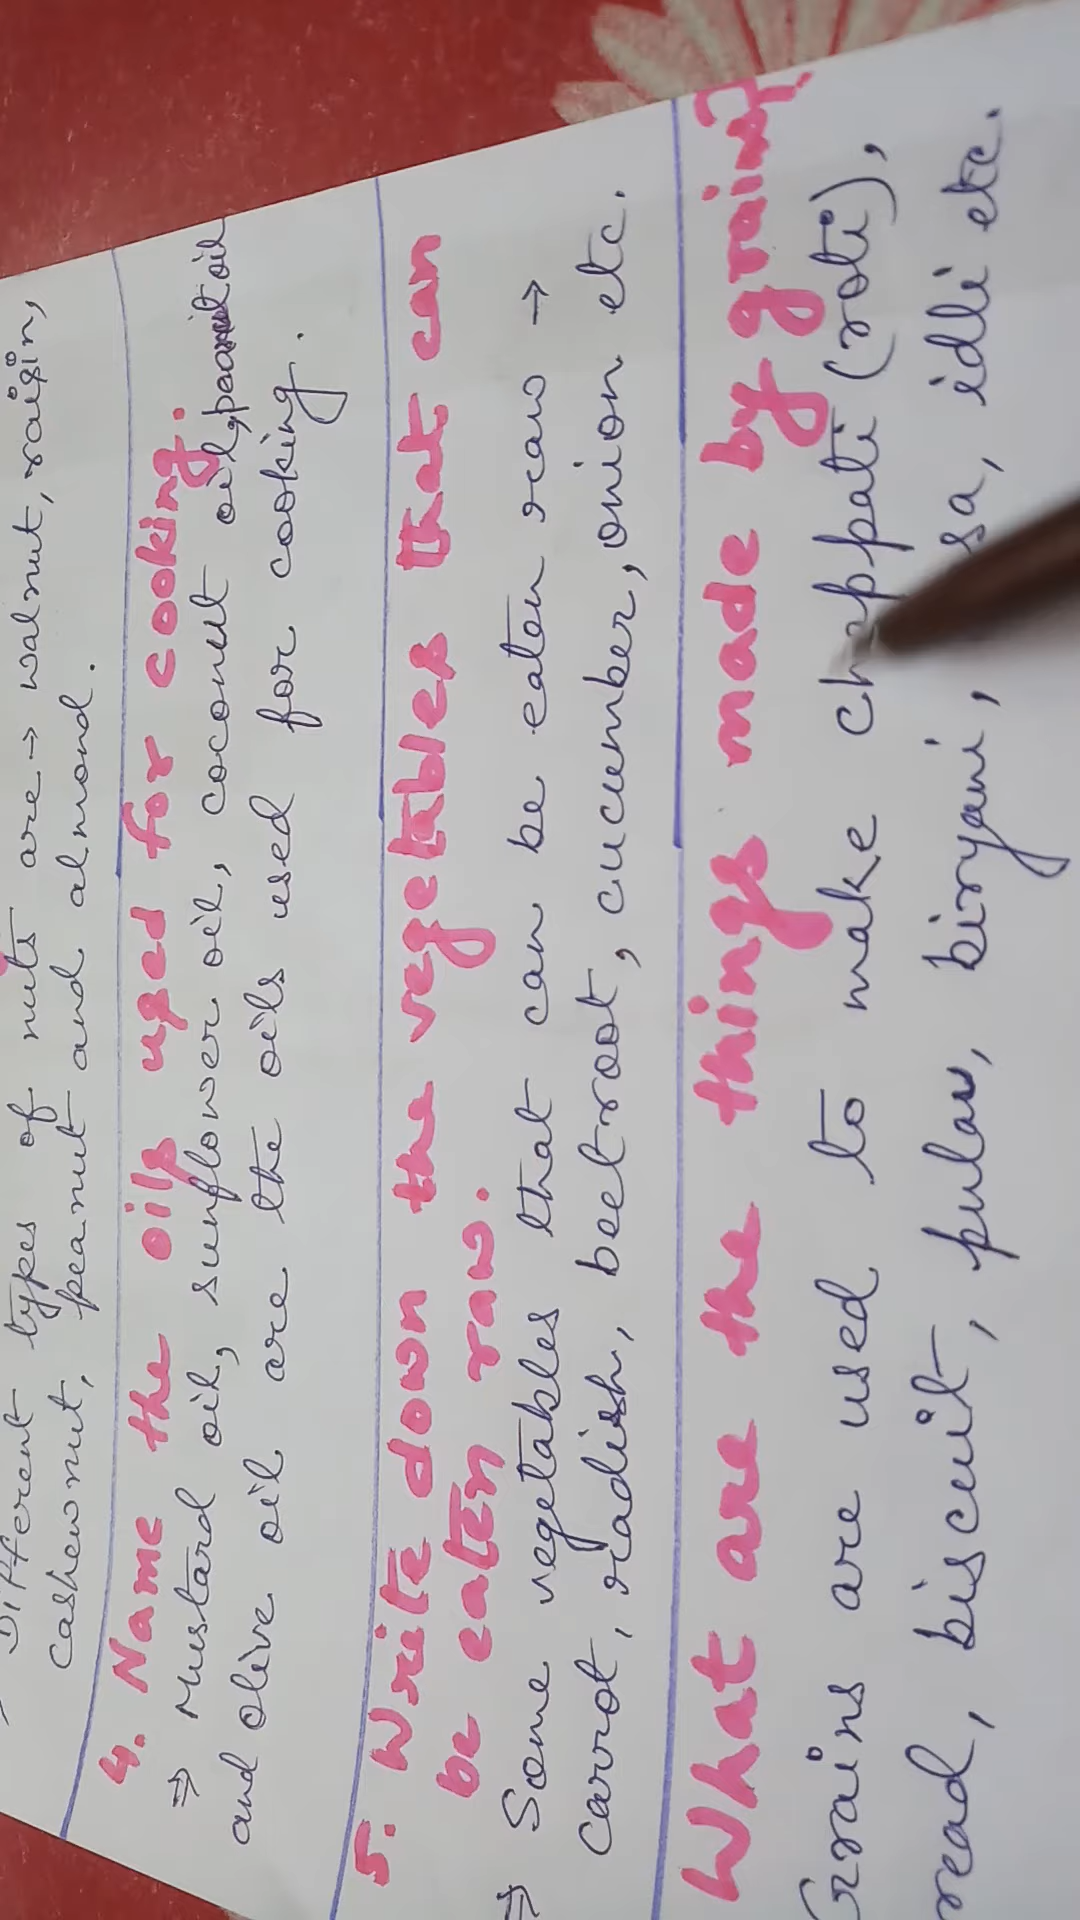 Different types of nuts are → walnut, raisin,
cashewnut, peanut and almond.
4. Name the oils used for cooking.
⇒ Mustard oil, sunflower oil, coconut oil, peanut oil
and olive oil are the oils used for cooking.
5. Write down the vegetables that can
be eaten raw.
⇒ Some vegetables that can be eaten raw →
carrot, radish, beetroot, cucumber, onion etc.
What are the things made by grains?
Grains are used to make chappati (roti),
read, biscuit, pulav, biryani, sa, idli etc.